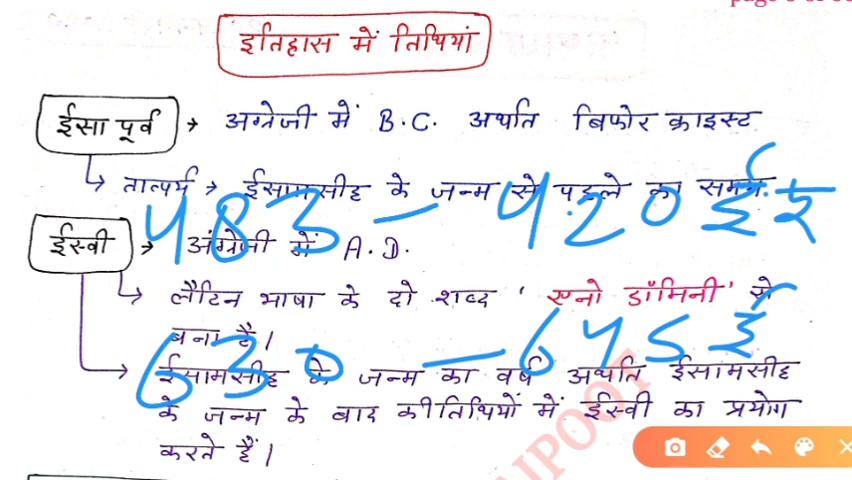 इतिहास में तिथियां
ईसा पूर्व → अंग्रेजी में B.C. अर्थात बिफोर क्राइस्ट
तात्पर्य → ईसामसीह के जन्म से पहले का समय.
483 – 420 ई
ईस्वी → अंग्रेजी में A.D.
लैटिन भाषा के दो शब्द 'एनो डॉमिनी' से
बना है।
630 – 645 ई
ईसामसीह के जन्म का वर्ष अर्थात ईसामसीह
के जन्म के बाद की तिथियों में ईस्वी का प्रयोग
करते हैं।